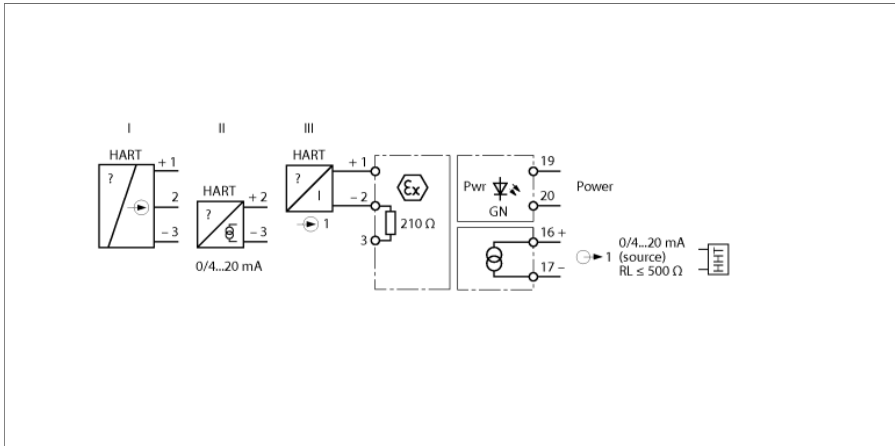 I
II
III
HART
?
+ 1
2
– 3
HART
?
+ 2
– 3
0/4...20 mA
HART
?
I
+ 1
– 2
1
3
Ex
210 Ω
Pwr
GN
19
20
Power
16 +
17 –
1
0/4...20 mA
(source)
RL ≤ 500 Ω
HHT